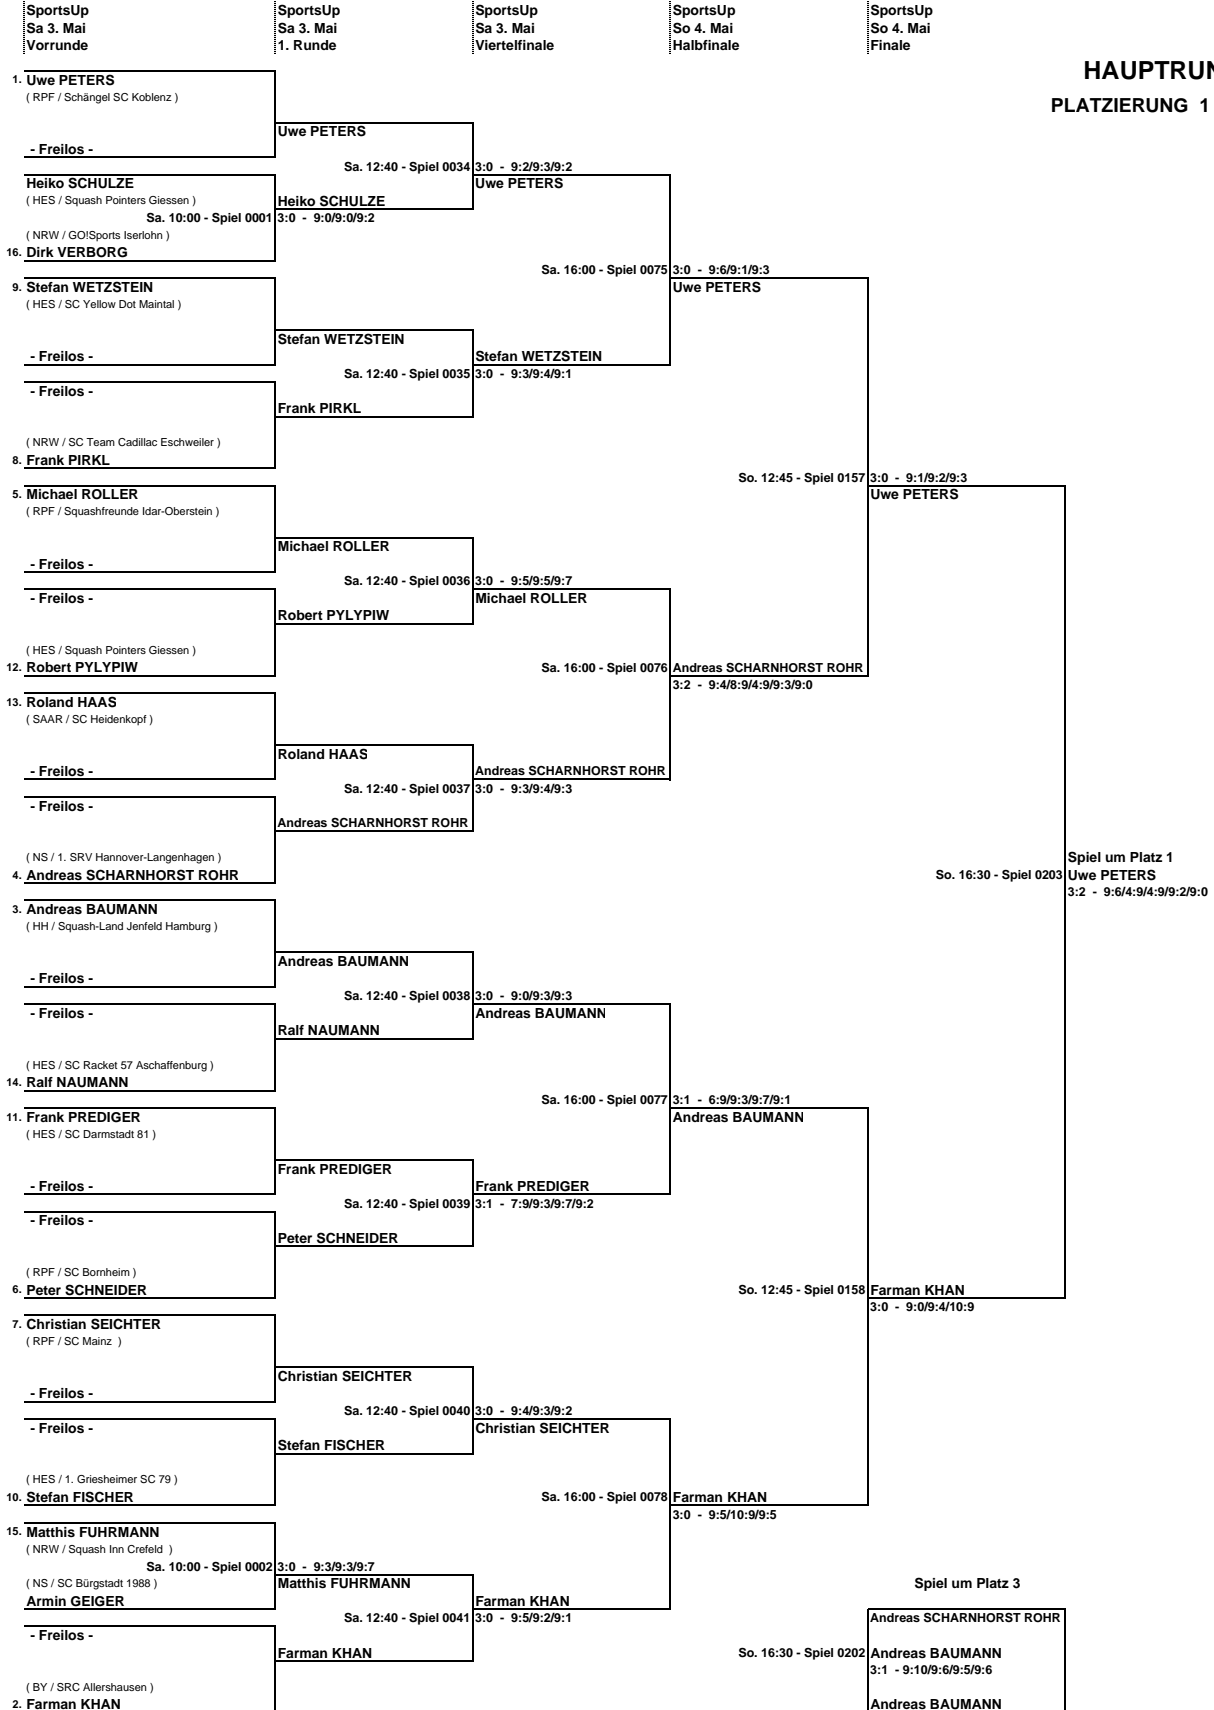 SportsUp SportsUp SportsUp SportsUp SportsUp
Sa 3. Mai Sa 3. Mai Sa 3. Mai So 4. Mai So 4. Mai
Vorrunde 1. Runde Viertelfinale Halbfinale Finale
HAUPTRUN
1. Uwe PETERS
( RPF / Schängel SC Koblenz )
PLATZIERUNG 1
Uwe PETERS
- Freilos -
Sa. 12:40 - Spiel 0034 3:0 - 9:2/9:3/9:2
Heiko SCHULZE Uwe PETERS
( HES / Squash Pointers Giessen ) Heiko SCHULZE
Sa. 10:00 - Spiel 0001 3:0 - 9:0/9:0/9:2
( NRW / GO!Sports Iserlohn )
16. Dirk VERBORG
Sa. 16:00 - Spiel 0075 3:0 - 9:6/9:1/9:3
9. Stefan WETZSTEIN Uwe PETERS
( HES / SC Yellow Dot Maintal )
Stefan WETZSTEIN
- Freilos - Stefan WETZSTEIN
Sa. 12:40 - Spiel 0035 3:0 - 9:3/9:4/9:1
- Freilos -
Frank PIRKL
( NRW / SC Team Cadillac Eschweiler )
8. Frank PIRKL
So. 12:45 - Spiel 0157 3:0 - 9:1/9:2/9:3
5. Michael ROLLER Uwe PETERS
( RPF / Squashfreunde Idar-Oberstein )
Michael ROLLER
- Freilos -
Sa. 12:40 - Spiel 0036 3:0 - 9:5/9:5/9:7
- Freilos - Michael ROLLER
Robert PYLYPIW
( HES / Squash Pointers Giessen )
12. Robert PYLYPIW Sa. 16:00 - Spiel 0076 Andreas SCHARNHORST ROHR
3:2 - 9:4/8:9/4:9/9:3/9:0
13. Roland HAAS
( SAAR / SC Heidenkopf )
Roland HAAS
- Freilos - Andreas SCHARNHORST ROHR
Sa. 12:40 - Spiel 0037 3:0 - 9:3/9:4/9:3
- Freilos -
Andreas SCHARNHORST ROHR
( NS / 1. SRV Hannover-Langenhagen ) Spiel um Platz 1
4. Andreas SCHARNHORST ROHR So. 16:30 - Spiel 0203 Uwe PETERS
3:2 - 9:6/4:9/4:9/9:2/9:0
3. Andreas BAUMANN
( HH / Squash-Land Jenfeld Hamburg )
Andreas BAUMANN
- Freilos -
Sa. 12:40 - Spiel 0038 3:0 - 9:0/9:3/9:3
- Freilos - Andreas BAUMANN
Ralf NAUMANN
( HES / SC Racket 57 Aschaffenburg )
14. Ralf NAUMANN
Sa. 16:00 - Spiel 0077 3:1 - 6:9/9:3/9:7/9:1
11. Frank PREDIGER Andreas BAUMANN
( HES / SC Darmstadt 81 )
Frank PREDIGER
- Freilos - Frank PREDIGER
Sa. 12:40 - Spiel 0039 3:1 - 7:9/9:3/9:7/9:2
- Freilos -
Peter SCHNEIDER
( RPF / SC Bornheim )
6. Peter SCHNEIDER So. 12:45 - Spiel 0158 Farman KHAN
3:0 - 9:0/9:4/10:9
7. Christian SEICHTER
( RPF / SC Mainz )
Christian SEICHTER
- Freilos -
Sa. 12:40 - Spiel 0040 3:0 - 9:4/9:3/9:2
- Freilos - Christian SEICHTER
Stefan FISCHER
( HES / 1. Griesheimer SC 79 )
10. Stefan FISCHER Sa. 16:00 - Spiel 0078 Farman KHAN
3:0 - 9:5/10:9/9:5
15. Matthis FUHRMANN
( NRW / Squash Inn Crefeld )
Sa. 10:00 - Spiel 0002 3:0 - 9:3/9:3/9:7
( NS / SC Bürgstadt 1988 ) Matthis FUHRMANN Spiel um Platz 3
Armin GEIGER Farman KHAN
Sa. 12:40 - Spiel 0041 3:0 - 9:5/9:2/9:1 Andreas SCHARNHORST ROHR
- Freilos -
Farman KHAN So. 16:30 - Spiel 0202 Andreas BAUMANN
3:1 - 9:10/9:6/9:5/9:6
( BY / SRC Allershausen )
2. Farman KHAN Andreas BAUMANN